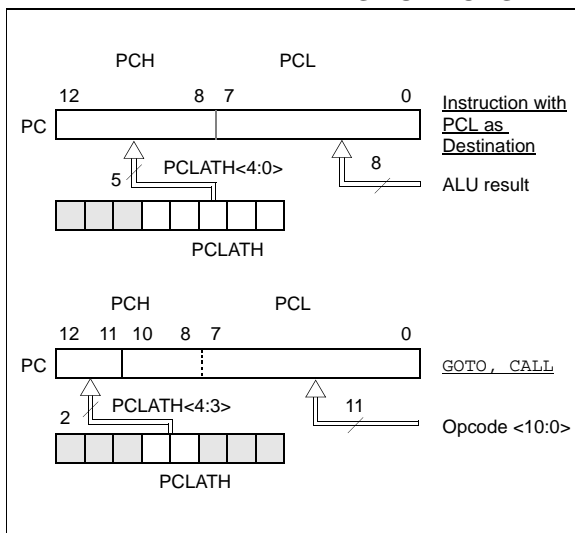 PCH PCL
12 8 7 0
PC
Instruction with
PCL as
Destination
5 PCLATH<4:0> 8
ALU result
PCLATH
PCH PCL
12 11 10 8 7 0
PC
GOTO, CALL
2 PCLATH<4:3> 11
Opcode <10:0>
PCLATH